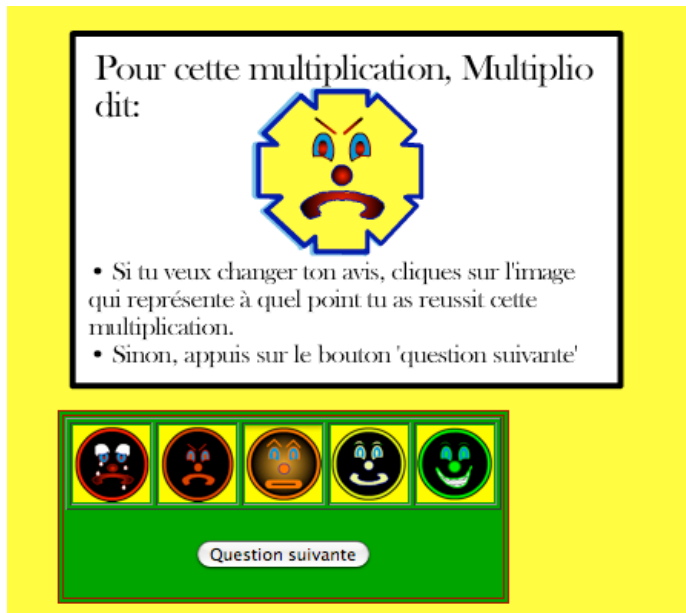 Pour cette multiplication, Multiplio
dit:
• Si tu veux changer ton avis, cliques sur l'image
qui représente à quel point tu as reussit cette
multiplication.
• Sinon, appuis sur le bouton 'question suivante'
Question suivante